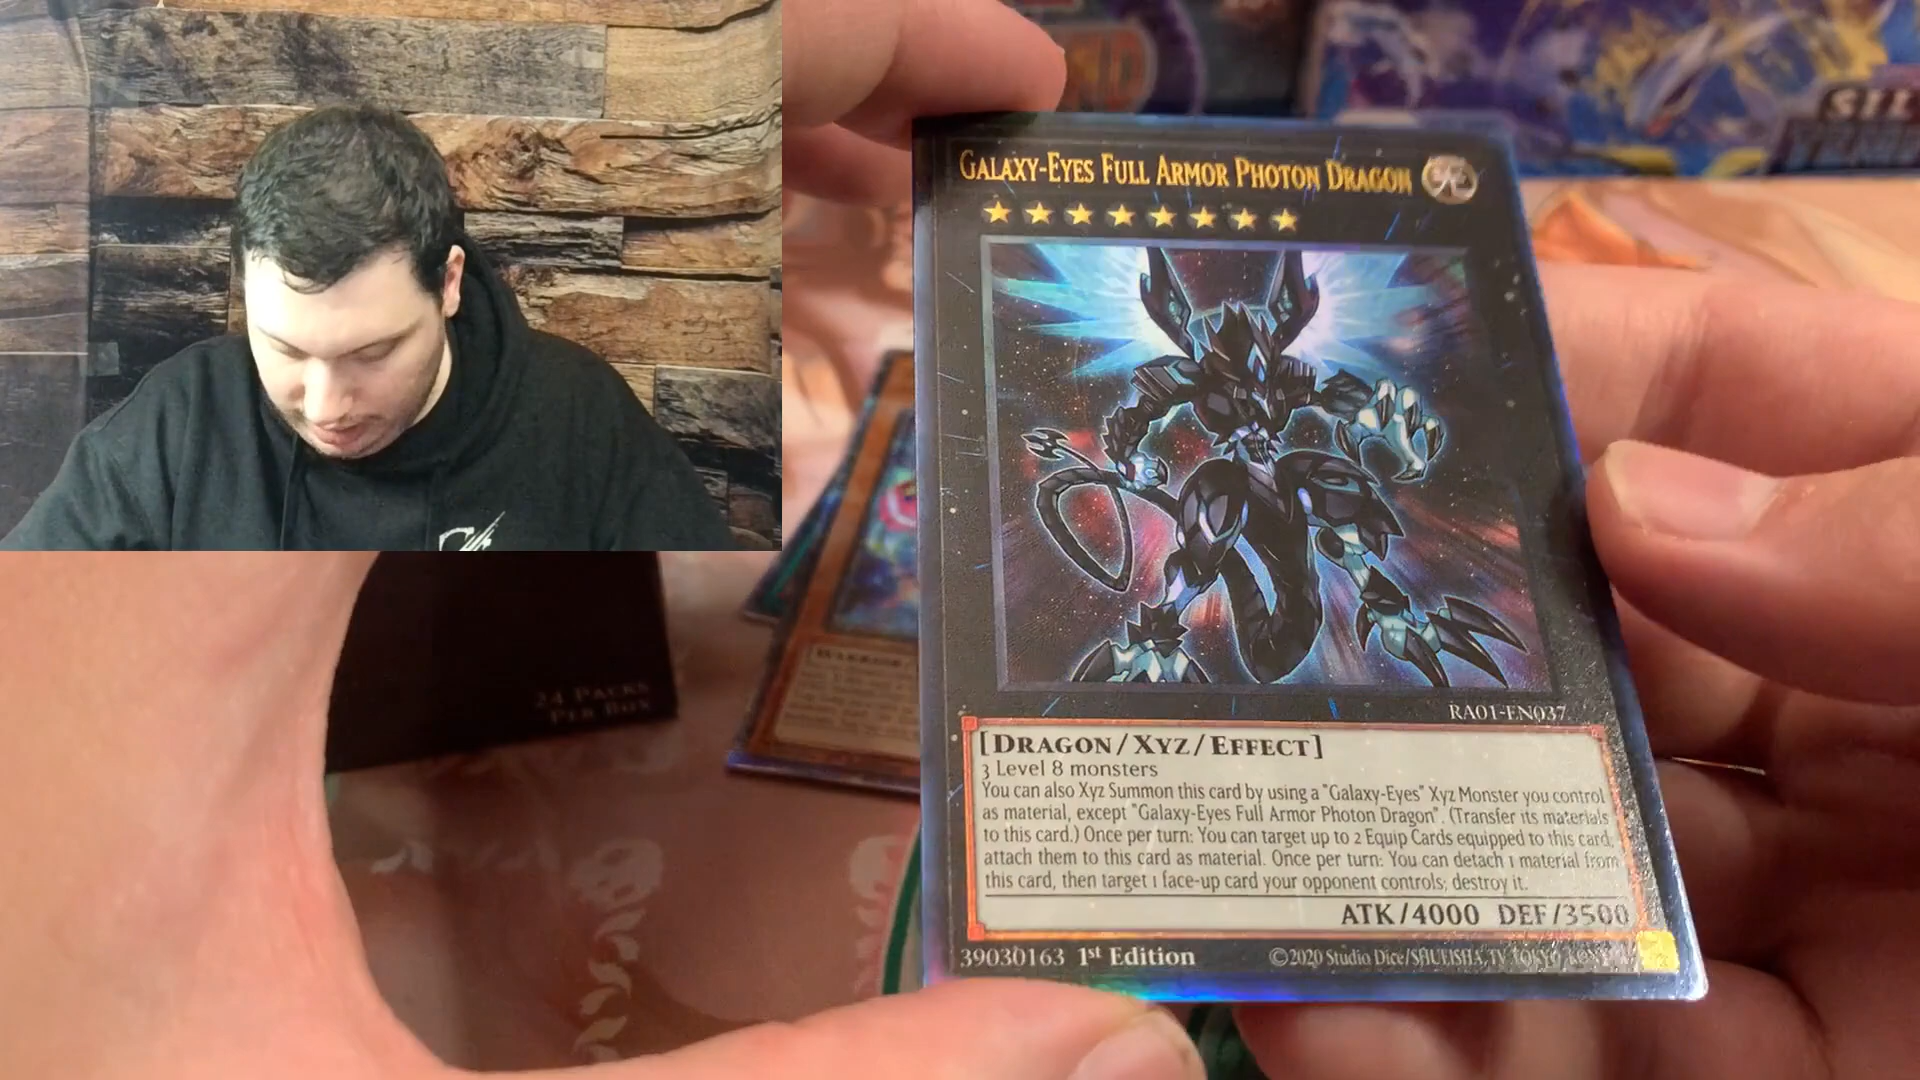 SIL
GALAXY-EYES FULL ARMOR PHOTON DRAGON
RA01-EN037
[DRAGON/XYZ/EFFECT]
3 Level 8 monsters
You can also Xyz Summon this card by using a "Galaxy-Eyes" Xyz Monster you control
as material, except "Galaxy-Eyes Full Armor Photon Dragon". (Transfer its materials
to this card.) Once per turn: You can target up to 2 Equip Cards equipped to this card;
attach them to this card as material. Once per turn: You can detach 1 material from
this card, then target 1 face-up card your opponent controls; destroy it.
ATK/4000 DEF/3500
39030163 1st Edition
©2020 Studio Dice/SHUEISHA, TV TOKYO,
24 PACKS
PER BOX
WARRIOR